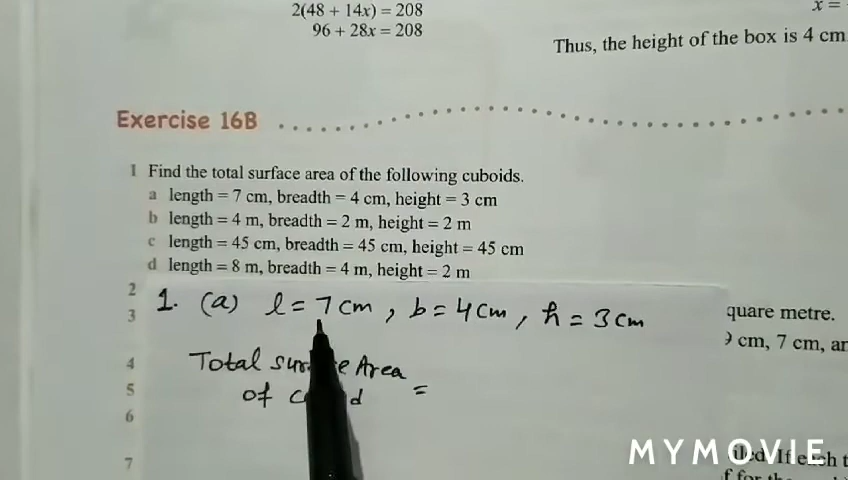 2(48 + 14x) = 208
96 + 28x = 208
x =
Thus, the height of the box is 4 cm
Exercise 16B
1 Find the total surface area of the following cuboids.
a length = 7 cm, breadth = 4 cm, height = 3 cm
b length = 4 m, breadth = 2 m, height = 2 m
c length = 45 cm, breadth = 45 cm, height = 45 cm
d length = 8 m, breadth = 4 m, height = 2 m
2
3
1. (a) l = 7 cm, b = 4 cm, h = 3 cm
quare metre.
cm, 7 cm, an
4
Total Area
5
of =
6
7
MYMOVIE
If each t